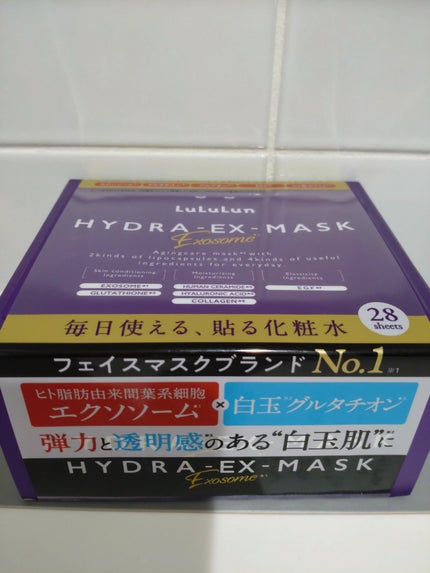 LuLuLun
HYDRA-EX-MASK
Exosome
Agingcare mask※² with
2kinds of lipocapsules and 4kinds of useful
ingredients for everyday.
Skin conditioning
ingredients
Moisturizing
ingredients
Elasticity
ingredients
EXOSOME
GLUTATHIONE
HUMAN CERAMIDE
HYALURONIC ACID
COLLAGEN
EGF
28
sheets
毎日使える、貼る化粧水
フェイスマスクブランド No.1 ※1
ヒト脂肪由来間葉系細胞
エクソソーム × 白玉グルタチオン
弾力と透明感のある“白玉肌”に
HYDRA-EX-MASK
Exosome